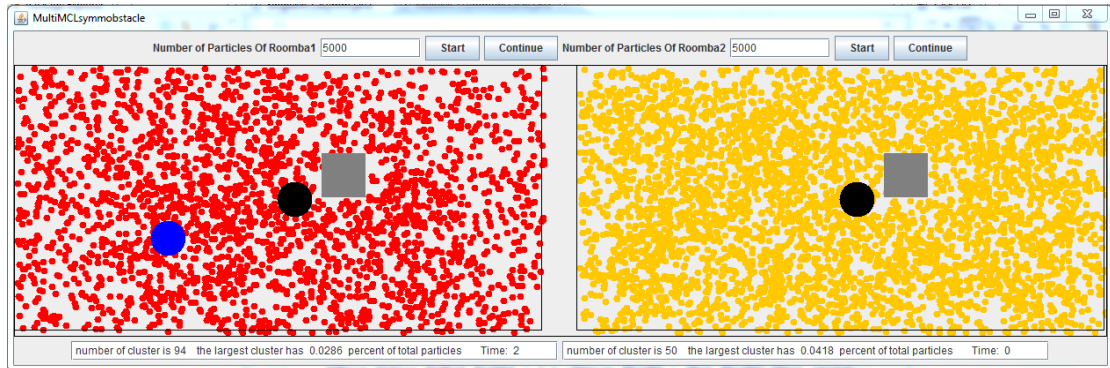 MultiMCLsymmobstacle
Number of Particles Of Roomba1 5000 Start Continue Number of Particles Of Roomba2 5000 Start Continue
number of cluster is 94 the largest cluster has 0.0286 percent of total particles Time: 2
number of cluster is 50 the largest cluster has 0.0418 percent of total particles Time: 0